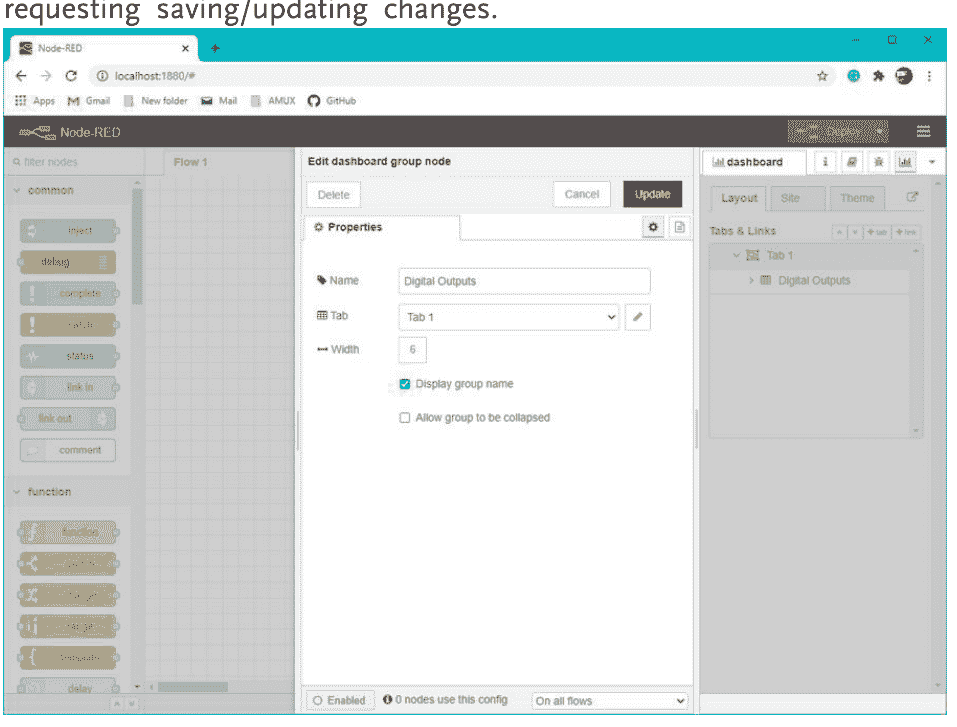 requesting saving/updating changes.
Node-RED
localhost:1880/#
Apps Gmail New folder Mail AMUX GitHub
Node-RED Deploy
filter nodes Flow 1 Edit dashboard group node dashboard i
common Delete Cancel Update Layout Site Theme
inject Properties Tabs & Links tab link
debug Tab 1
complete Name Digital Outputs Digital Outputs
catch Tab Tab 1
status Width 6
link in Display group name
link out Allow group to be collapsed
comment
function
function
delay
Enabled 0 nodes use this config On all flows